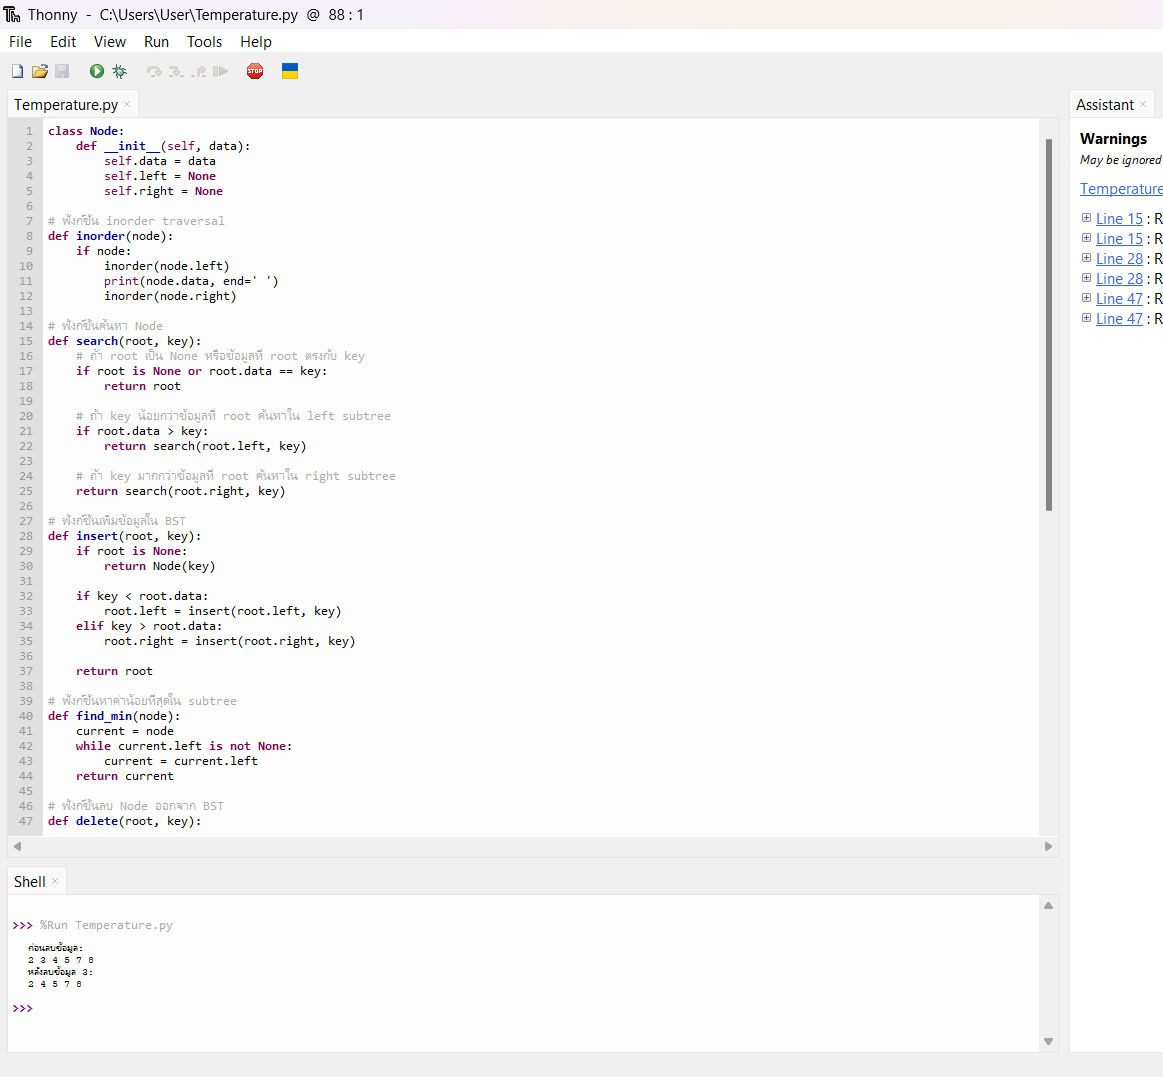 Thonny - C:\Users\User\Temperature.py @ 88 : 1
File Edit View Run Tools Help
STOP
Temperature.py ×
1 class Node:
2     def __init__(self, data):
3         self.data = data
4         self.left = None
5         self.right = None
6
7 # ฟังก์ชัน inorder traversal
8 def inorder(node):
9     if node:
10         inorder(node.left)
11         print(node.data, end=' ')
12         inorder(node.right)
13
14 # ฟังก์ชันค้นหา Node
15 def search(root, key):
16     # ถ้า root เป็น None หรือข้อมูลที่ root ตรงกับ key
17     if root is None or root.data == key:
18         return root
19
20     # ถ้า key น้อยกว่าข้อมูลที่ root ค้นหาใน left subtree
21     if root.data > key:
22         return search(root.left, key)
23
24     # ถ้า key มากกว่าข้อมูลที่ root ค้นหาใน right subtree
25     return search(root.right, key)
26
27 # ฟังก์ชันเพิ่มข้อมูลใน BST
28 def insert(root, key):
29     if root is None:
30         return Node(key)
31
32     if key < root.data:
33         root.left = insert(root.left, key)
34     elif key > root.data:
35         root.right = insert(root.right, key)
36
37     return root
38
39 # ฟังก์ชันหาค่าน้อยที่สุดใน subtree
40 def find_min(node):
41     current = node
42     while current.left is not None:
43         current = current.left
44     return current
45
46 # ฟังก์ชันลบ Node ออกจาก BST
47 def delete(root, key):
Shell ×
>>> %Run Temperature.py
ก่อนลบข้อมูล:
2 3 4 5 7 8
หลังลบข้อมูล 3:
2 4 5 7 8
>>>
Assistant ×
Warnings
May be ignored
Temperature
Line 15 : R
Line 15 : R
Line 28 : R
Line 28 : R
Line 47 : R
Line 47 : R